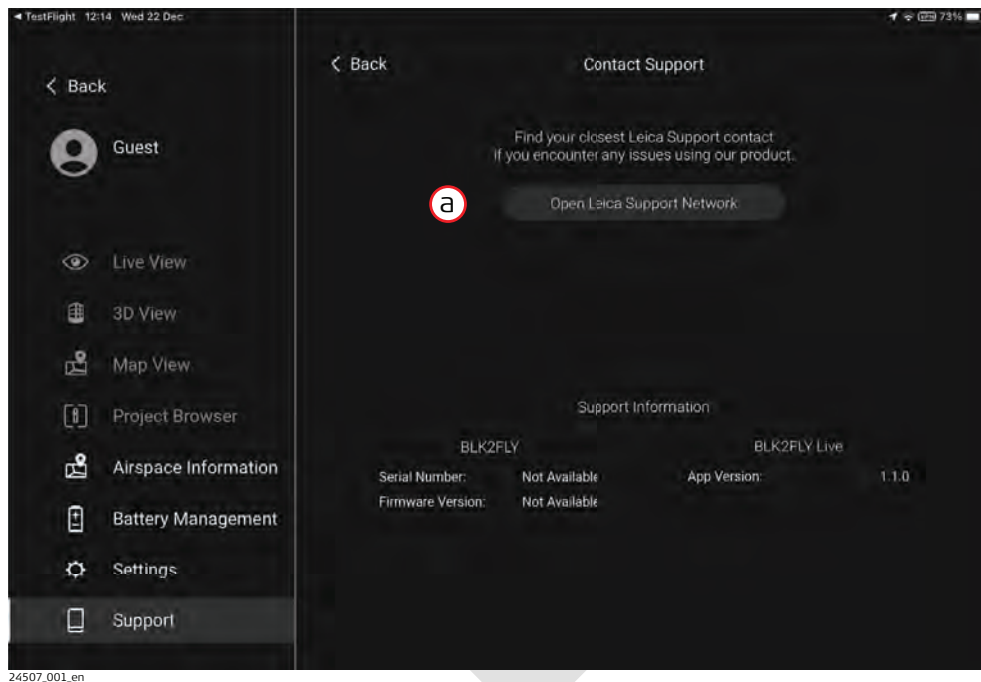 ◄ TestFlight 12:14 Wed 22 Dec VPN 73%
Back
Guest
Live View
3D View
Map View
Project Browser
Airspace Information
Battery Management
Settings
Support
Back Contact Support
Find your closest Leica Support contact
if you encounter any issues using our product.
a Open Leica Support Network
Support Information
BLK2FLY
Serial Number: Not Available
Firmware Version: Not Available
BLK2FLY Live
App Version: 1.1.0
24507_001_en